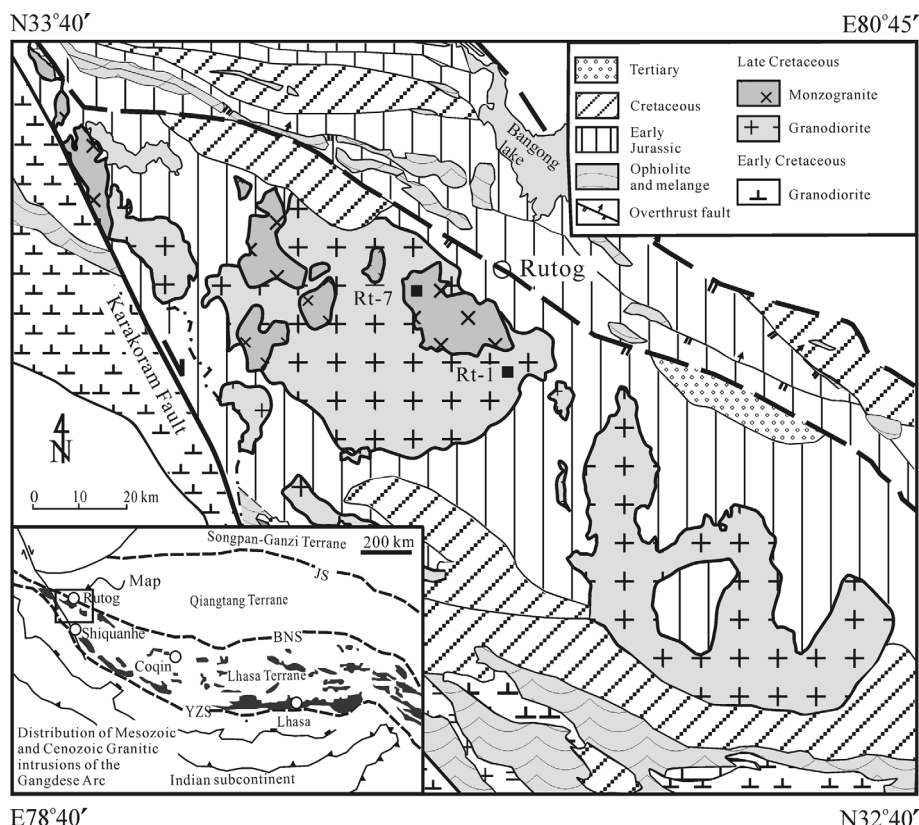 N33°40′
E80°45′
Tertiary
Cretaceous
Early
Jurassic
Ophiolite
and melange
Overthrust fault
Late Cretaceous
Monzogranite
Granodiorite
Early Cretaceous
Granodiorite
Bangong
lake
Rutog
Rt-7
Rt-1
Karakoram Fault
N
0 10 20 km
Songpan-Ganzi Terrane
200 km
JS
Map
Qiangtang Terrane
Rutog
Shiquanhe
BNS
Coqin
Lhasa Terrane
YZS
Lhasa
Distribution of Mesozoic
and Cenozoic Granitic
intrusions of the
Gangdese Arc
Indian subcontinent
E78°40′
N32°40′